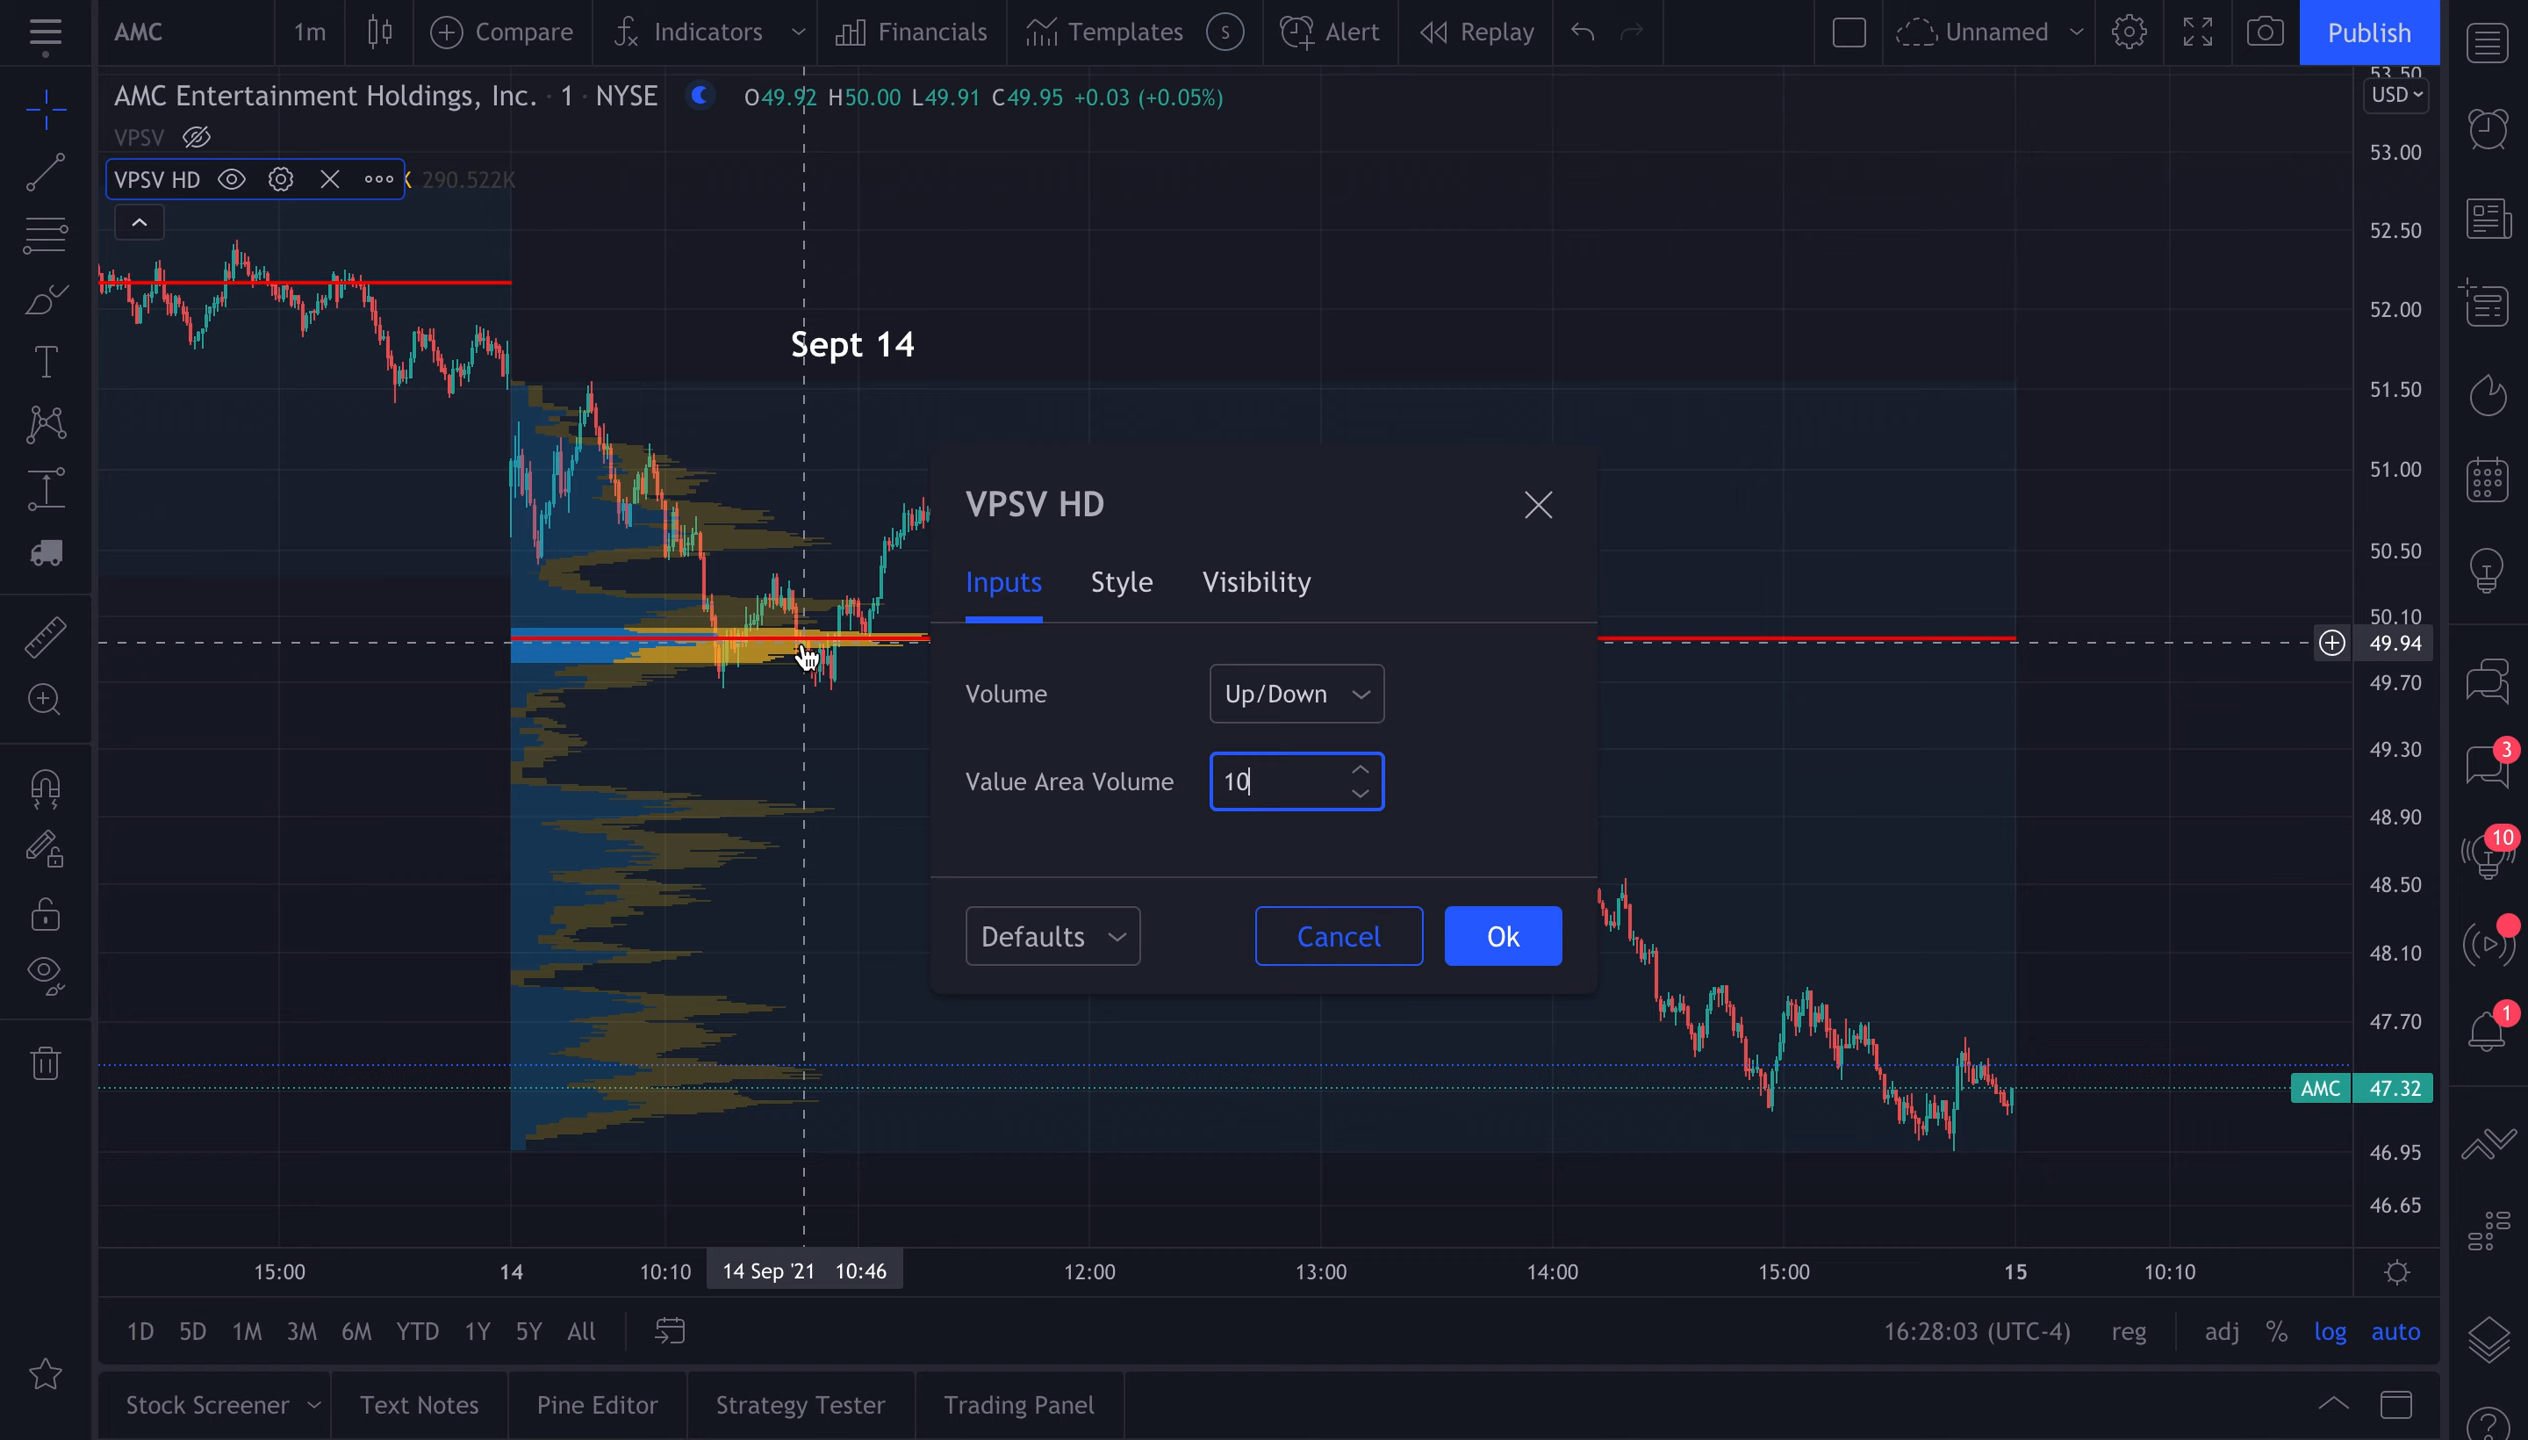 AMC 1m Compare Indicators Financials Templates S Alert Replay Unnamed Publish
AMC Entertainment Holdings, Inc. · 1 · NYSE O49.92 H50.00 L49.91 C49.95 +0.03 (+0.05%)
VPSV
VPSV HD K 290.522K
53.50
USD
53.00
52.50
52.00
Sept 14
51.50
51.00
50.50
50.10
49.94
49.70
49.30
48.90
48.50
48.10
47.70
AMC 47.32
46.95
46.65
VPSV HD
Inputs Style Visibility
Volume Up/Down
Value Area Volume 10
Defaults Cancel Ok
3
10
1
15:00 14 10:10 14 Sep '21 10:46 12:00 13:00 14:00 15:00 15 10:10
1D 5D 1M 3M 6M YTD 1Y 5Y All 16:28:03 (UTC-4) reg adj % log auto
Stock Screener Text Notes Pine Editor Strategy Tester Trading Panel